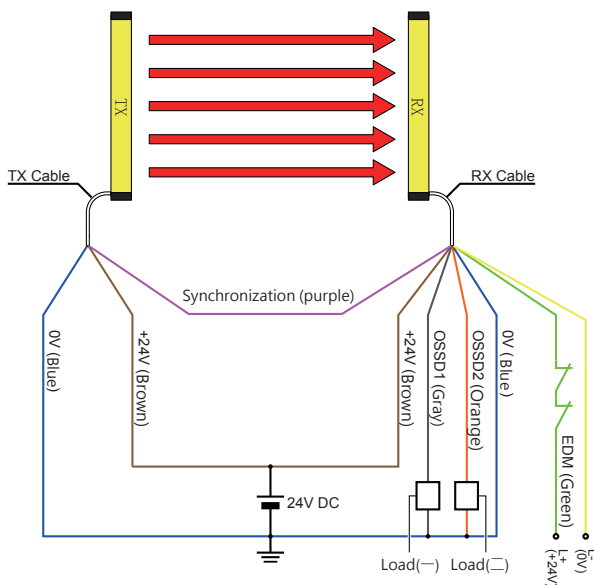 TX
RX
TX Cable
RX Cable
Synchronization (purple)
0V (Blue)
+24V (Brown)
+24V (Brown)
OSSD1 (Gray)
OSSD2 (Orange)
0V (Blue)
EDM (Green)
24V DC
Load(一)
Load(二)
L+
(+24V)
L-
(0V)